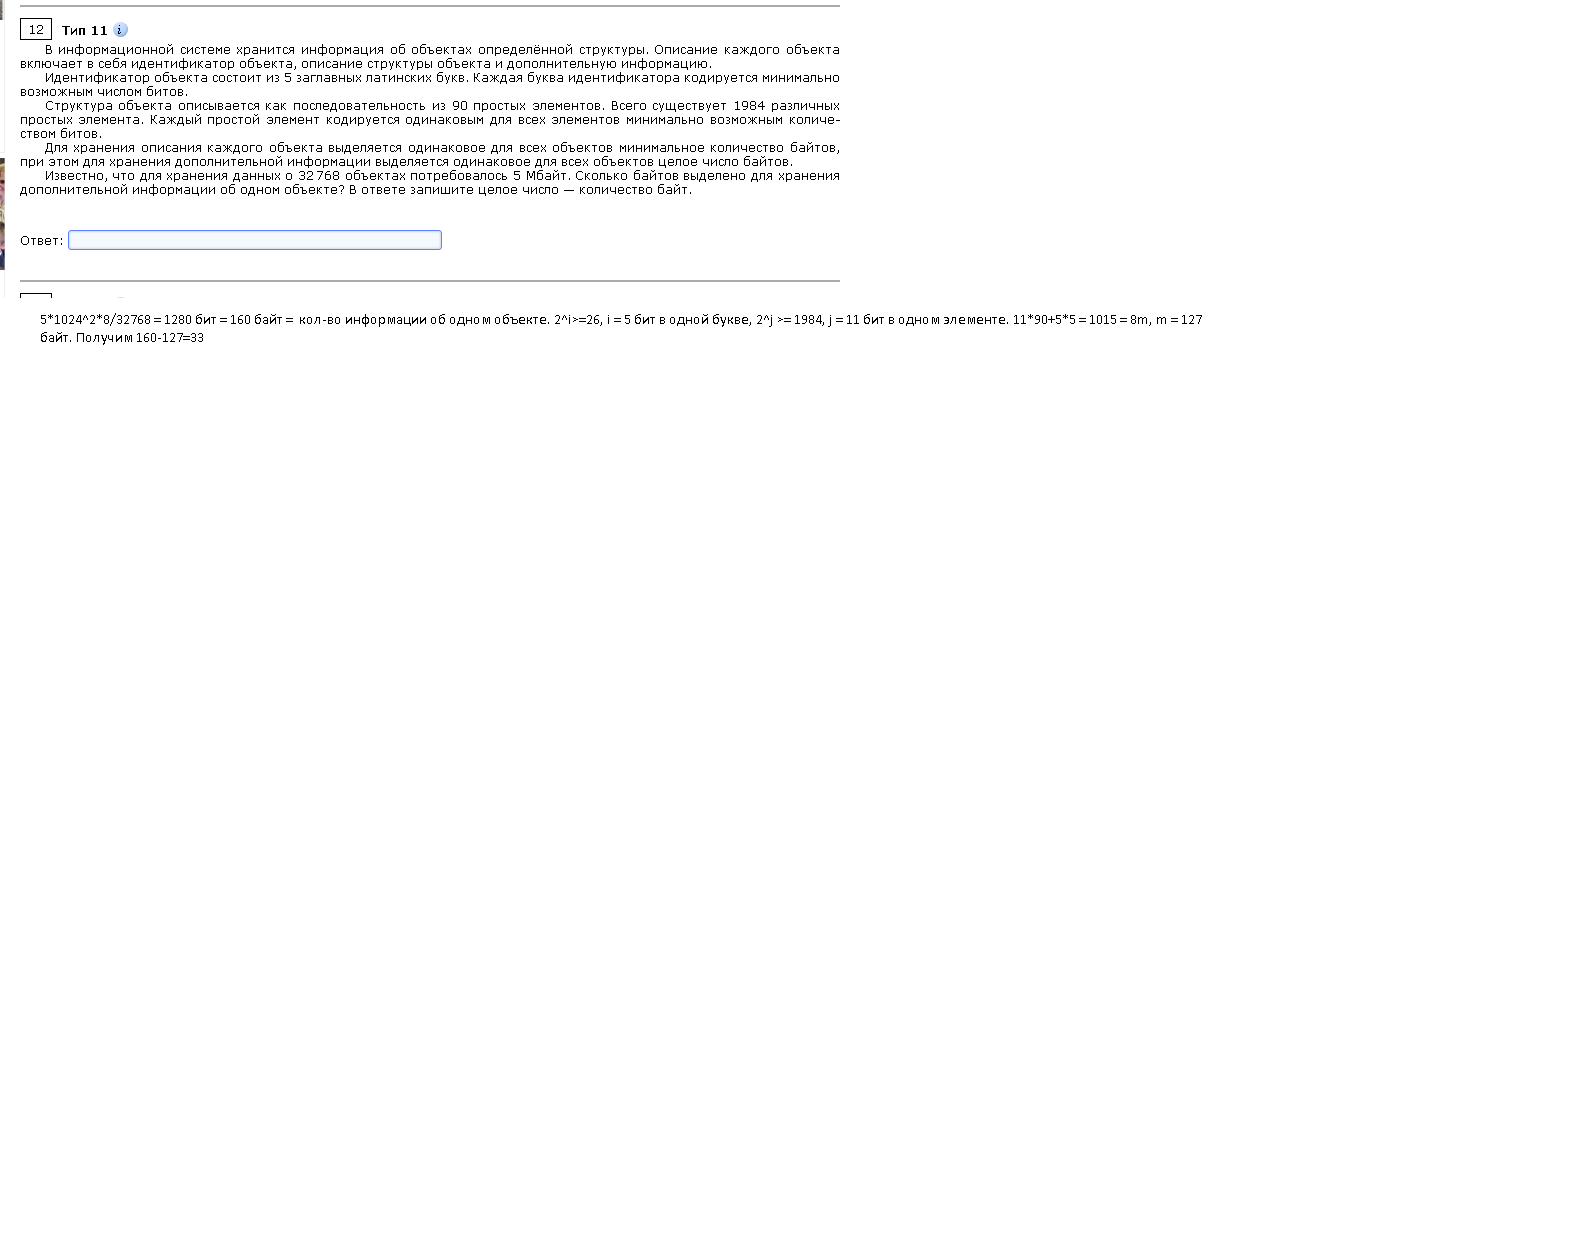 12 Тип 11 i
В информационной системе хранится информация об объектах определённой структуры. Описание каждого объекта
включает в себя идентификатор объекта, описание структуры объекта и дополнительную информацию.
Идентификатор объекта состоит из 5 заглавных латинских букв. Каждая буква идентификатора кодируется минимально
возможным числом битов.
Структура объекта описывается как последовательность из 90 простых элементов. Всего существует 1984 различных
простых элемента. Каждый простой элемент кодируется одинаковым для всех элементов минимально возможным количе-
ством битов.
Для хранения описания каждого объекта выделяется одинаковое для всех объектов минимальное количество байтов,
при этом для хранения дополнительной информации выделяется одинаковое для всех объектов целое число байтов.
Известно, что для хранения данных о 32 768 объектах потребовалось 5 Мбайт. Сколько байтов выделено для хранения
дополнительной информации об одном объекте? В ответе запишите целое число — количество байт.
Ответ:
5*1024^2*8/32768 = 1280 бит = 160 байт = кол-во информации об одном объекте. 2^i>=26, i = 5 бит в одной букве, 2^j >= 1984, j = 11 бит в одном элементе. 11*90+5*5 = 1015 = 8m, m = 127
байт. Получим 160-127=33